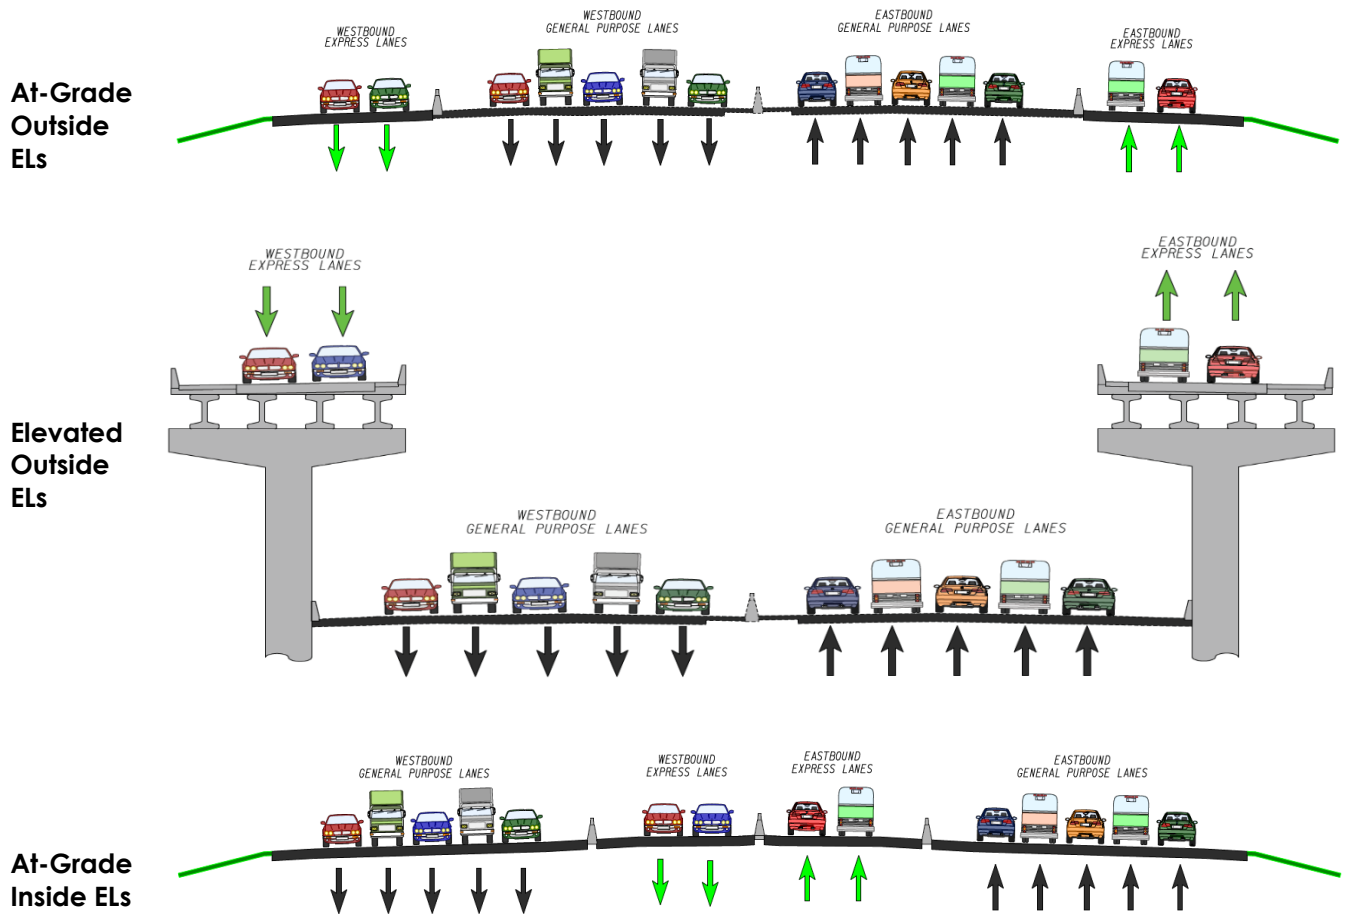 At-Grade
Outside
ELs
WESTBOUND
EXPRESS LANES
WESTBOUND
GENERAL PURPOSE LANES
EASTBOUND
GENERAL PURPOSE LANES
EASTBOUND
EXPRESS LANES
Elevated
Outside
ELs
WESTBOUND
EXPRESS LANES
EASTBOUND
EXPRESS LANES
WESTBOUND
GENERAL PURPOSE LANES
EASTBOUND
GENERAL PURPOSE LANES
At-Grade
Inside ELs
WESTBOUND
GENERAL PURPOSE LANES
WESTBOUND
EXPRESS LANES
EASTBOUND
EXPRESS LANES
EASTBOUND
GENERAL PURPOSE LANES